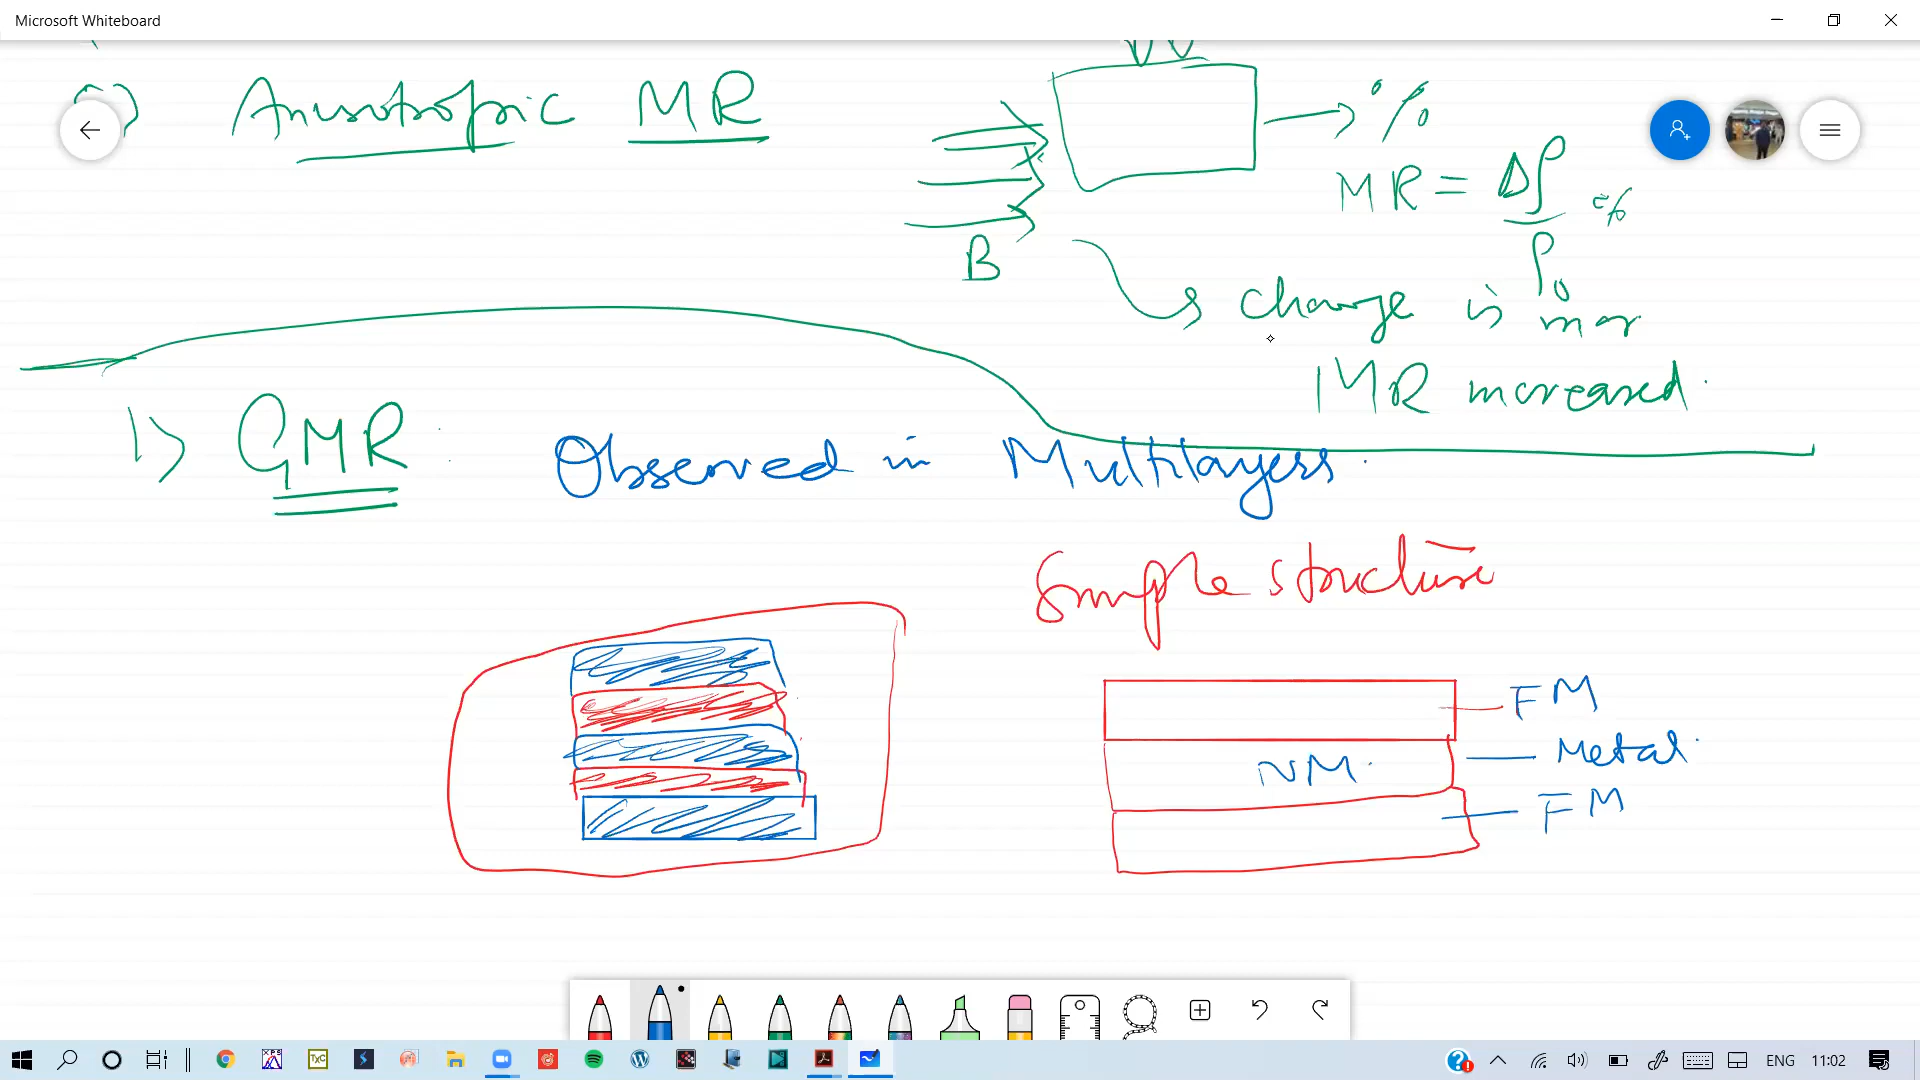 Microsoft Whiteboard
Anisotropic MR
%
MR = Δρ / ρ0
B
change is mor
MR increased.
1) GMR
Observed in Multilayers.
Simple structure
FM
NM.
Metal.
FM
ENG 11:02